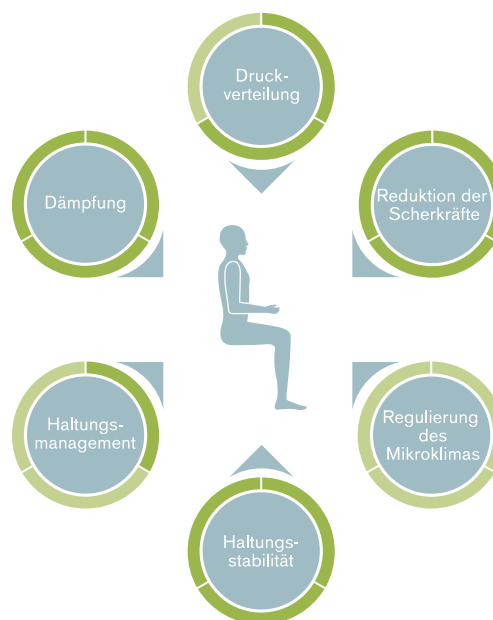 Druck-
verteilung
Dämpfung
Reduktion der
Scherkräfte
Haltungs-
management
Regulierung
des
Mikroklimas
Haltungs-
stabilität